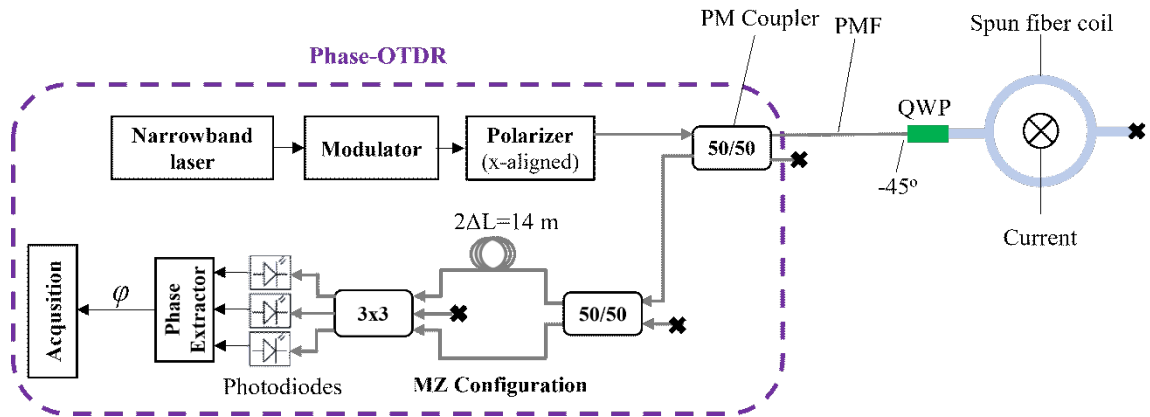 PM Coupler
PMF
Spun fiber coil
Phase-OTDR
QWP
Narrowband
laser
Modulator
Polarizer
(x-aligned)
50/50
-45º
2ΔL=14 m
Current
Acqusition
φ
Phase
Extractor
3x3
50/50
Photodiodes
MZ Configuration